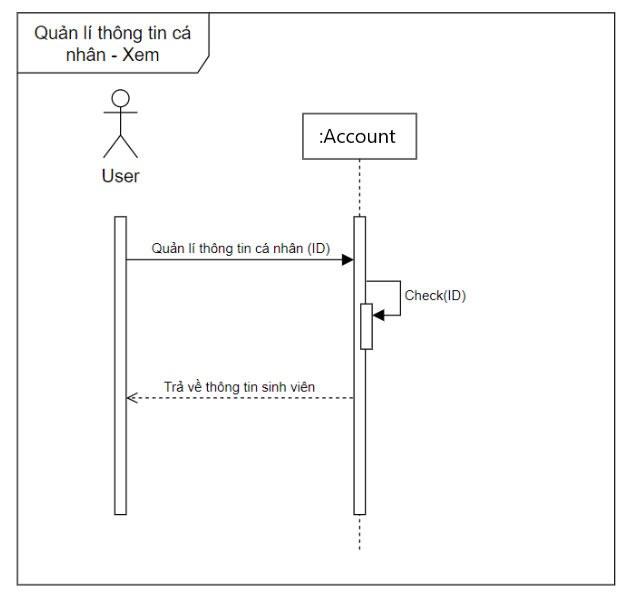 Quản lí thông tin cá
nhân - Xem
:Account
User
Quản lí thông tin cá nhân (ID)
Check(ID)
Trả về thông tin sinh viên